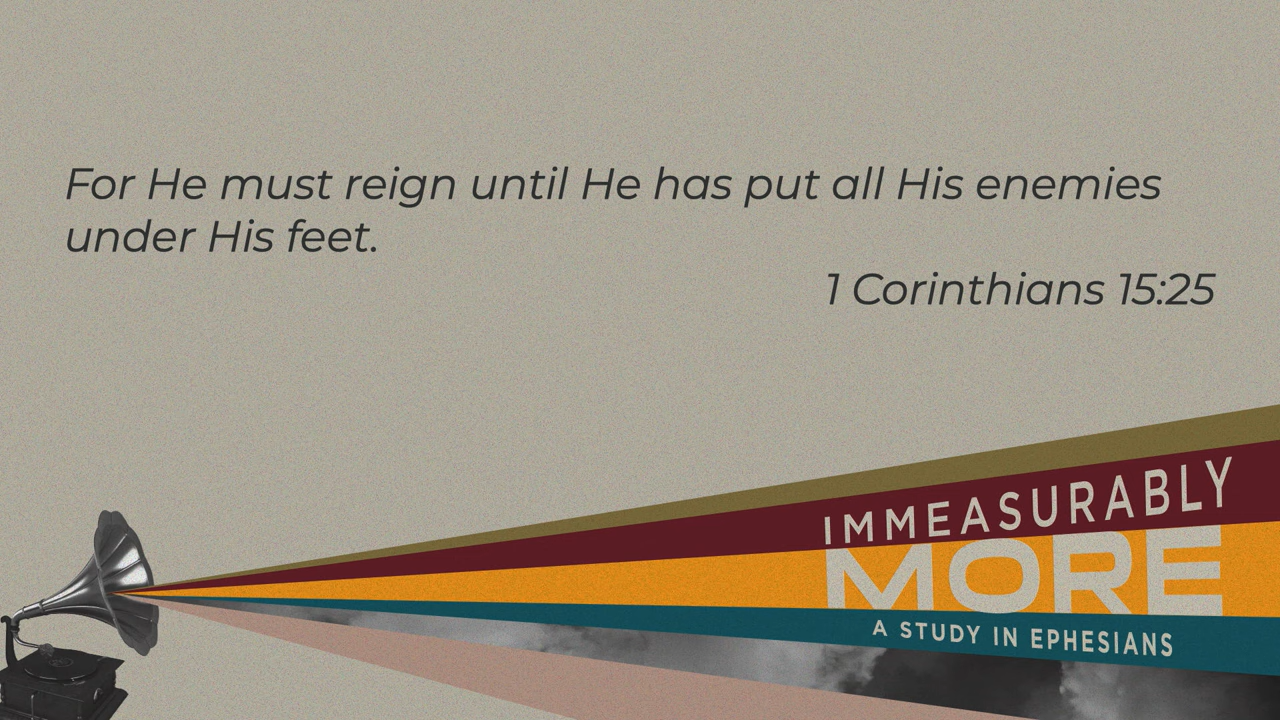 For He must reign until He has put all His enemies
under His feet.
1 Corinthians 15:25
IMMEASURABLY
MORE
A STUDY IN EPHESIANS